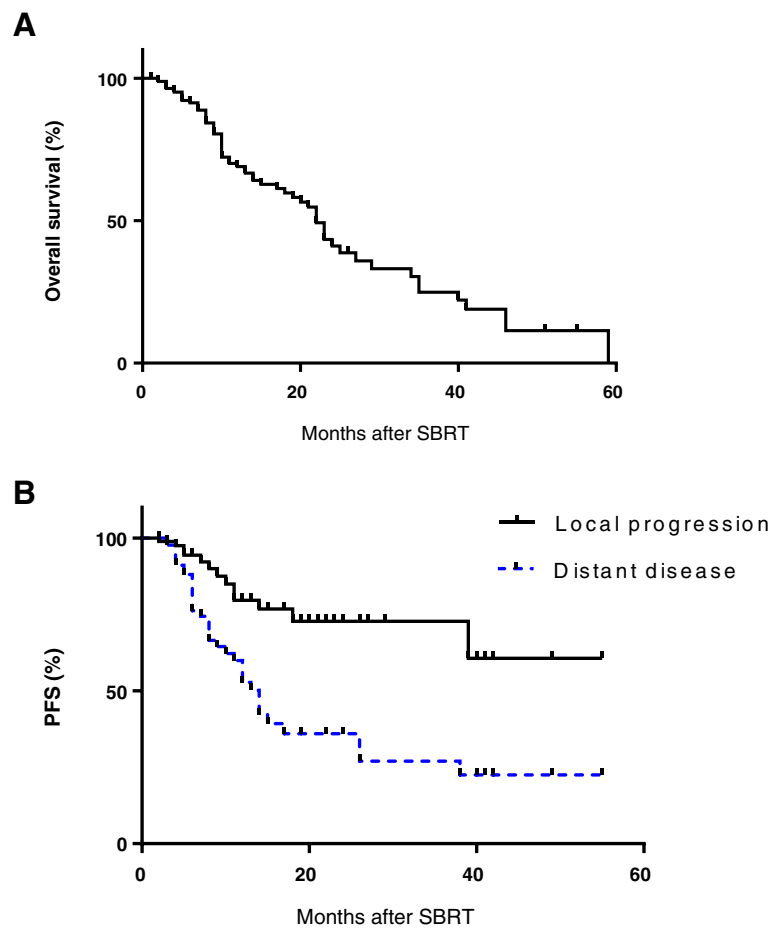 A
Overall survival (%)
100
50
0
0 20 40 60
Months after SBRT
B
PFS (%)
100
50
0
Local progression
Distant disease
0 20 40 60
Months after SBRT